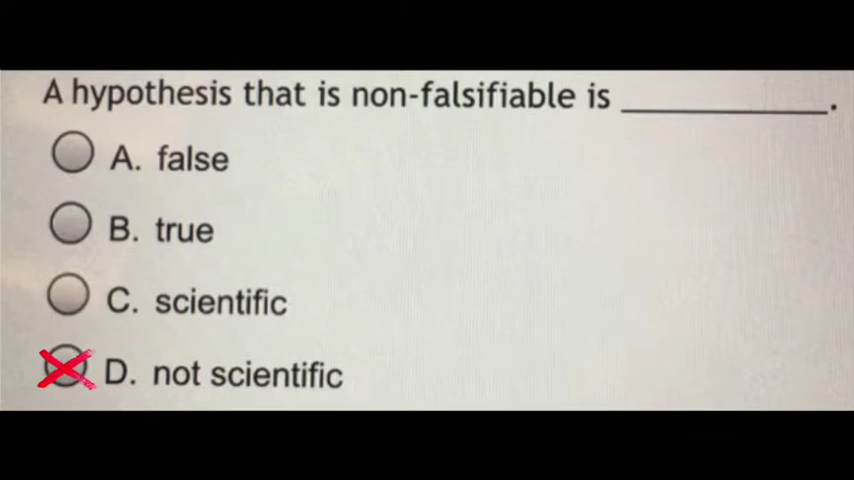 A hypothesis that is non-falsifiable is ____________.
A. false
B. true
C. scientific
D. not scientific